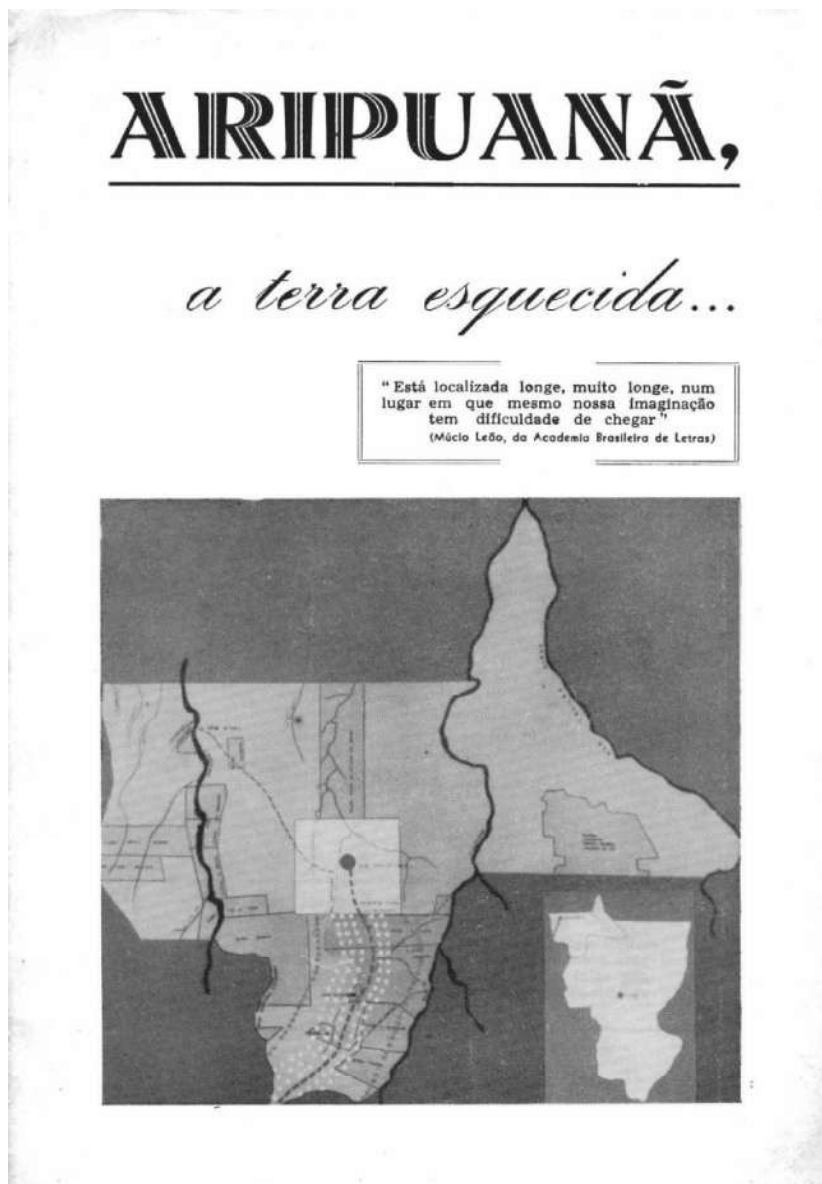 ARIPUANÃ,
a terra esquecida...
“Está localizada longe, muito longe, num
lugar em que mesmo nossa imaginação
tem dificuldade de chegar”
(Múcio Leão, da Academia Brasileira de Letras)